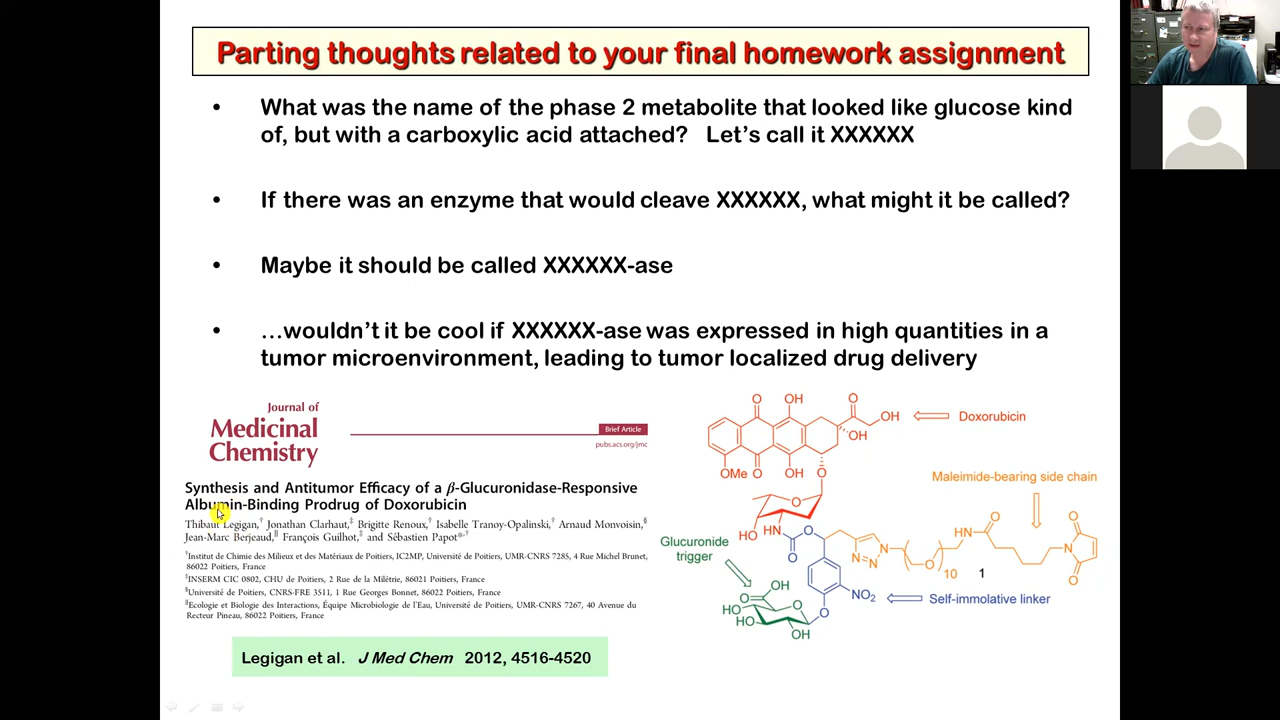 Parting thoughts related to your final homework assignment
• What was the name of the phase 2 metabolite that looked like glucose kind
of, but with a carboxylic acid attached? Let's call it XXXXXX
• If there was an enzyme that would cleave XXXXXX, what might it be called?
• Maybe it should be called XXXXXX-ase
• …wouldn't it be cool if XXXXXX-ase was expressed in high quantities in a
tumor microenvironment, leading to tumor localized drug delivery
Journal of
Medicinal
Chemistry
Brief Article
pubs.acs.org/jmc
Synthesis and Antitumor Efficacy of a β-Glucuronidase-Responsive
Albumin-Binding Prodrug of Doxorubicin
Thibaut Legigan,† Jonathan Clarhaut,‡ Brigitte Renoux,† Isabelle Tranoy-Opalinski,† Arnaud Monvoisin,§
Jean-Marc Berjeaud,∥ François Guilhot,‡ and Sébastien Papot*,†
†Institut de Chimie des Milieux et des Matériaux de Poitiers, IC2MP, Université de Poitiers, UMR-CNRS 7285, 4 Rue Michel Brunet,
86022 Poitiers, France
‡INSERM CIC 0802, CHU de Poitiers, 2 Rue de la Milétrie, 86021 Poitiers, France
§Université de Poitiers, CNRS-FRE 3511, 1 Rue Georges Bonnet, 86022 Poitiers, France
∥Ecologie et Biologie des Interactions, Équipe Microbiologie de l'Eau, Université de Poitiers, UMR-CNRS 7267, 40 Avenue du
Recteur Pineau, 86022 Poitiers, France
Legigan et al. J Med Chem 2012, 4516-4520
O OH O
OH
OH
OMe O OH O
Doxorubicin
Maleimide-bearing side chain
O
HO HN O
O
N
N=N
O
10
HN
O
O
N
O
1
Glucuronide
trigger
OH
O
HO
HO
O
OH
O
NO2
Self-immolative linker